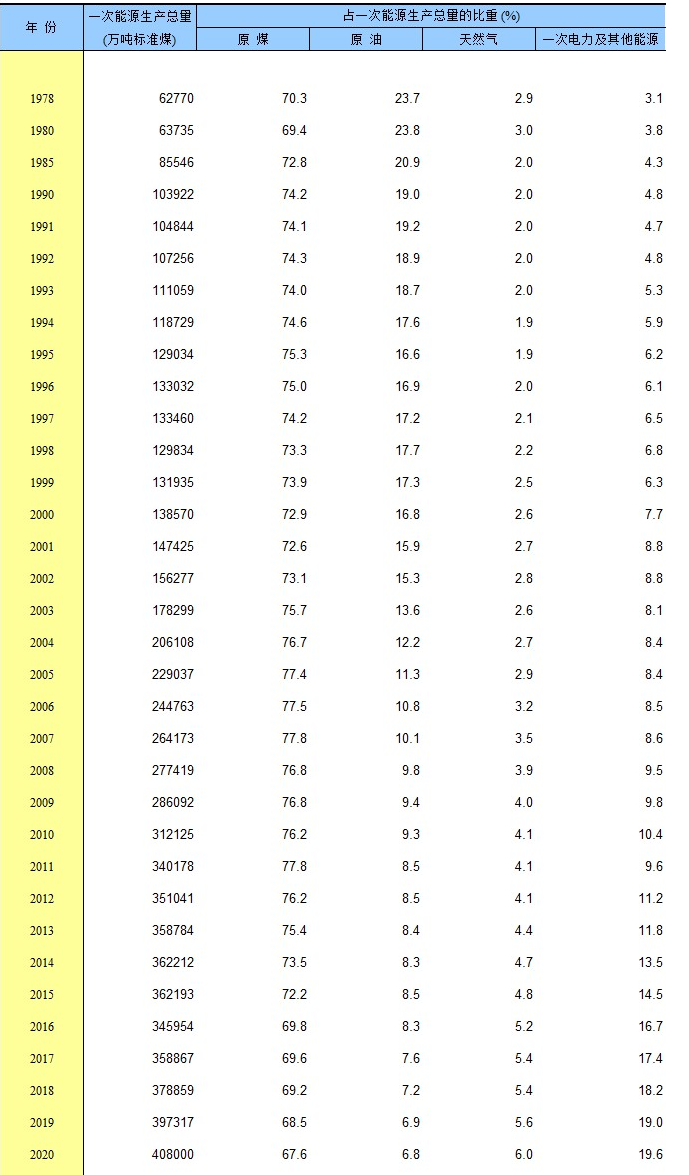 年 份 一次能源生产总量 (万吨标准煤) 占一次能源生产总量的比重 (%)
原 煤 原 油 天然气 一次电力及其他能源
1978 62770 70.3 23.7 2.9 3.1
1980 63735 69.4 23.8 3.0 3.8
1985 85546 72.8 20.9 2.0 4.3
1990 103922 74.2 19.0 2.0 4.8
1991 104844 74.1 19.2 2.0 4.7
1992 107256 74.3 18.9 2.0 4.8
1993 111059 74.0 18.7 2.0 5.3
1994 118729 74.6 17.6 1.9 5.9
1995 129034 75.3 16.6 1.9 6.2
1996 133032 75.0 16.9 2.0 6.1
1997 133460 74.2 17.2 2.1 6.5
1998 129834 73.3 17.7 2.2 6.8
1999 131935 73.9 17.3 2.5 6.3
2000 138570 72.9 16.8 2.6 7.7
2001 147425 72.6 15.9 2.7 8.8
2002 156277 73.1 15.3 2.8 8.8
2003 178299 75.7 13.6 2.6 8.1
2004 206108 76.7 12.2 2.7 8.4
2005 229037 77.4 11.3 2.9 8.4
2006 244763 77.5 10.8 3.2 8.5
2007 264173 77.8 10.1 3.5 8.6
2008 277419 76.8 9.8 3.9 9.5
2009 286092 76.8 9.4 4.0 9.8
2010 312125 76.2 9.3 4.1 10.4
2011 340178 77.8 8.5 4.1 9.6
2012 351041 76.2 8.5 4.1 11.2
2013 358784 75.4 8.4 4.4 11.8
2014 362212 73.5 8.3 4.7 13.5
2015 362193 72.2 8.5 4.8 14.5
2016 345954 69.8 8.3 5.2 16.7
2017 358867 69.6 7.6 5.4 17.4
2018 378859 69.2 7.2 5.4 18.2
2019 397317 68.5 6.9 5.6 19.0
2020 408000 67.6 6.8 6.0 19.6